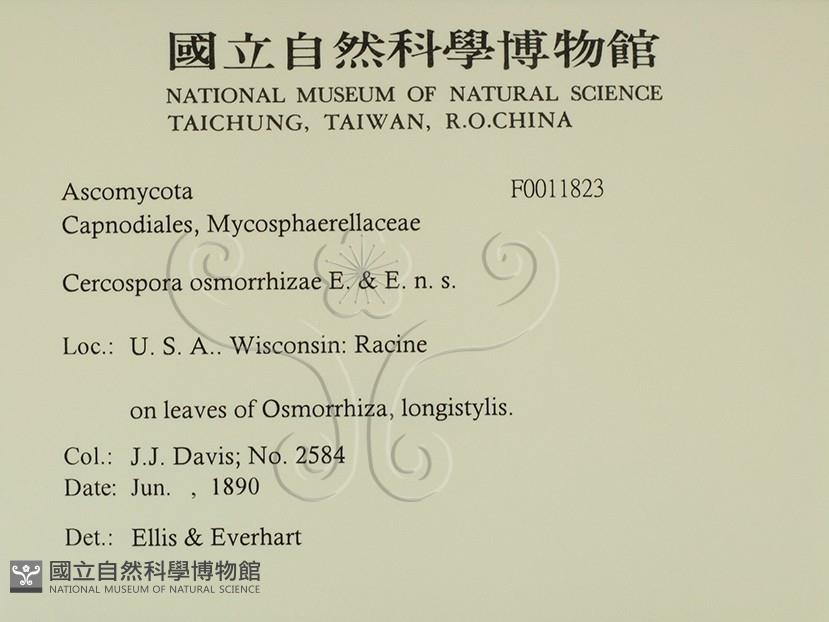 國立自然科學博物館
NATIONAL MUSEUM OF NATURAL SCIENCE
TAICHUNG, TAIWAN, R.O.CHINA
Ascomycota F0011823
Capnodiales, Mycosphaerellaceae
Cercospora osmorrhizae E. & E. n. s.
Loc.: U. S. A.. Wisconsin: Racine
on leaves of Osmorrhiza, longistylis.
Col.: J.J. Davis; No. 2584
Date: Jun. , 1890
Det.: Ellis & Everhart
國立自然科學博物館
NATIONAL MUSEUM OF NATURAL SCIENCE